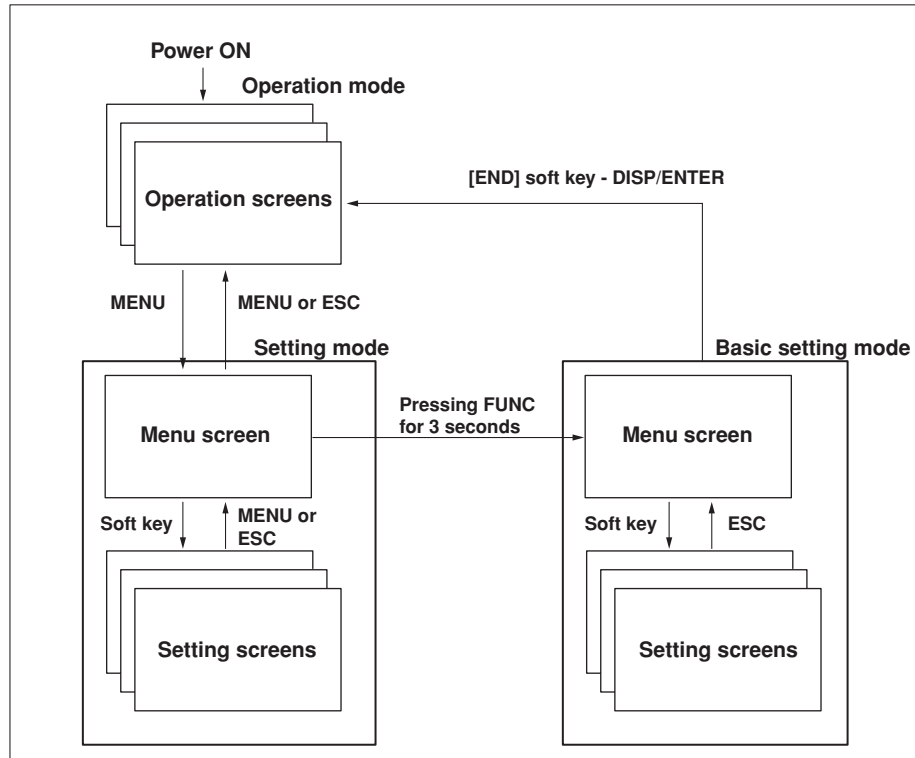 Power ON
Operation mode
Operation screens
[END] soft key - DISP/ENTER
MENU
MENU or ESC
Setting mode
Basic setting mode
Menu screen
Pressing FUNC
for 3 seconds
Menu screen
Soft key
MENU or
ESC
Soft key
ESC
Setting screens
Setting screens